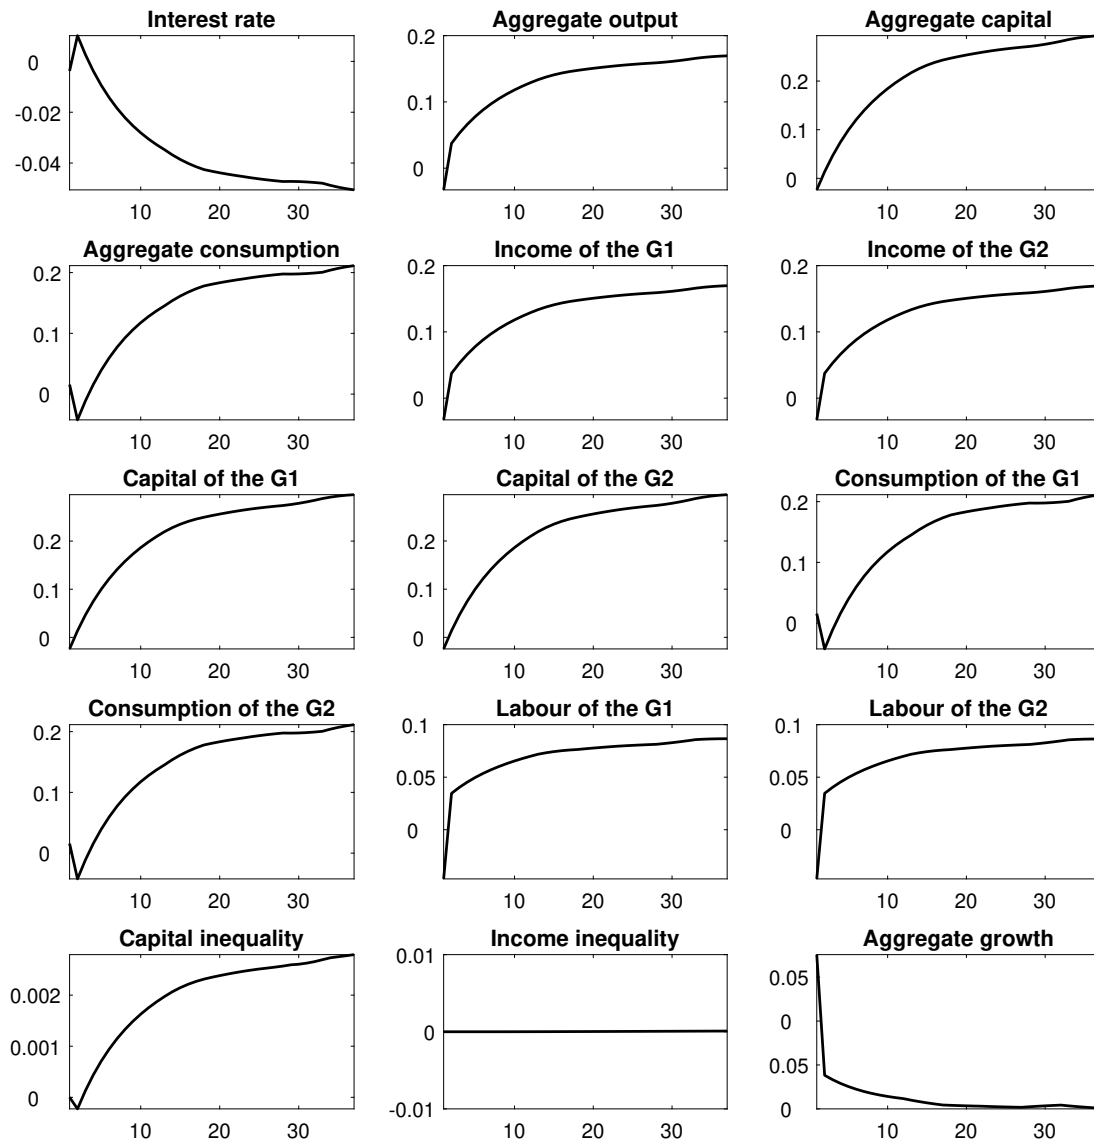 Interest rate
0
-0.02
-0.04
10 20 30
Aggregate output
0.2
0.1
0
10 20 30
Aggregate capital
0.2
0.1
0
10 20 30
Aggregate consumption
0.2
0.1
0
10 20 30
Income of the G1
0.2
0.1
0
10 20 30
Income of the G2
0.2
0.1
0
10 20 30
Capital of the G1
0.2
0.1
0
10 20 30
Capital of the G2
0.2
0.1
0
10 20 30
Consumption of the G1
0.2
0.1
0
10 20 30
Consumption of the G2
0.2
0.1
0
10 20 30
Labour of the G1
0.1
0.05
0
10 20 30
Labour of the G2
0.1
0.05
0
10 20 30
Capital inequality
0.002
0.001
0
10 20 30
Income inequality
0.01
0
-0.01
10 20 30
Aggregate growth
0.05
0
0.05
0
10 20 30